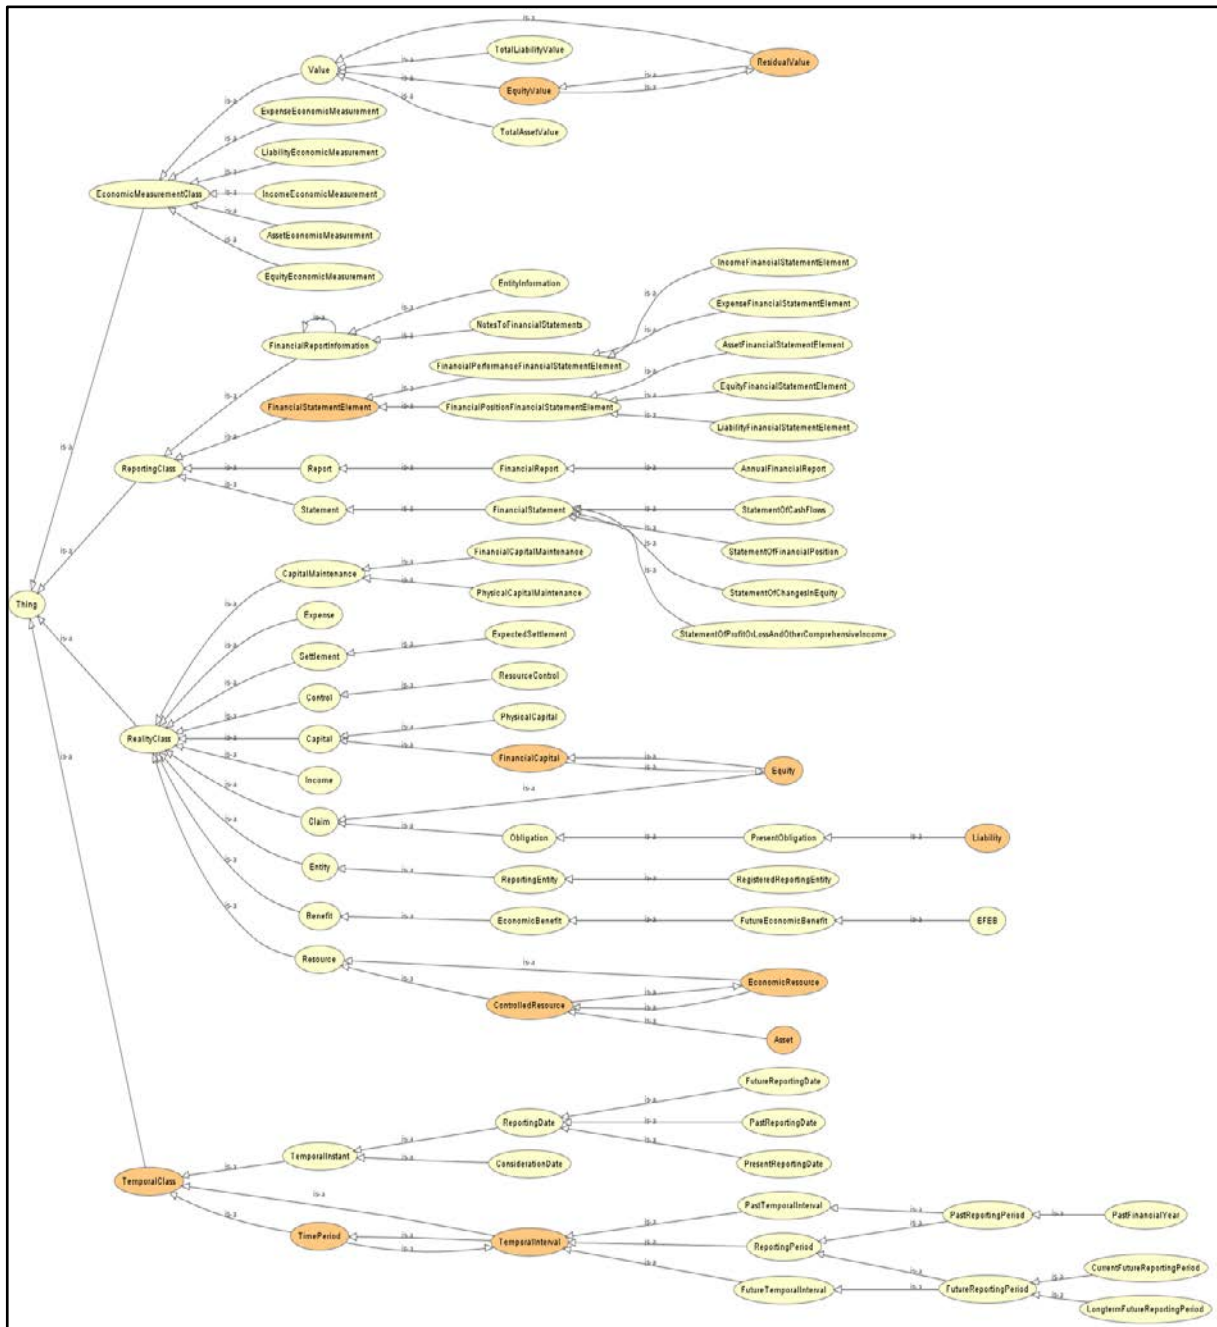 is-a
ResidualValue
TotalLiabilityValue
Value
EquityValue
ExpenseEconomicMeasurement
TotalAssetValue
LiabilityEconomicMeasurement
EconomicMeasurementClass
IncomeEconomicMeasurement
AssetEconomicMeasurement
EquityEconomicMeasurement
IncomeFinancialStatementElement
EntityInformation
ExpenseFinancialStatementElement
NotesToFinancialStatements
FinancialReportInformation
AssetFinancialStatementElement
FinancialPerformanceFinancialStatementElement
EquityFinancialStatementElement
FinancialStatementElement
FinancialPositionFinancialStatementElement
LiabilityFinancialStatementElement
ReportingClass
Report
FinancialReport
AnnualFinancialReport
Statement
FinancialStatement
StatementOfCashFlows
StatementOfFinancialPosition
FinancialCapitalMaintenance
CapitalMaintenance
PhysicalCapitalMaintenance
StatementOfChangesInEquity
Thing
Expense
StatementOfProfitOrLossAndOtherComprehensiveIncome
ExpectedSettlement
Settlement
ResourceControl
Control
PhysicalCapital
RealityClass
Capital
FinancialCapital
Equity
Income
Claim
Obligation
PresentObligation
Liability
Entity
ReportingEntity
RegisteredReportingEntity
Benefit
EconomicBenefit
FutureEconomicBenefit
EFEB
Resource
EconomicResource
ControlledResource
Asset
FutureReportingDate
ReportingDate
PastReportingDate
TemporalInstant
ConsiderationDate
PresentReportingDate
TemporalClass
PastTemporalInterval
PastReportingPeriod
PastFinancialYear
TimePeriod
TemporalInterval
ReportingPeriod
CurrentFutureReportingPeriod
FutureTemporalInterval
FutureReportingPeriod
LongtermFutureReportingPeriod